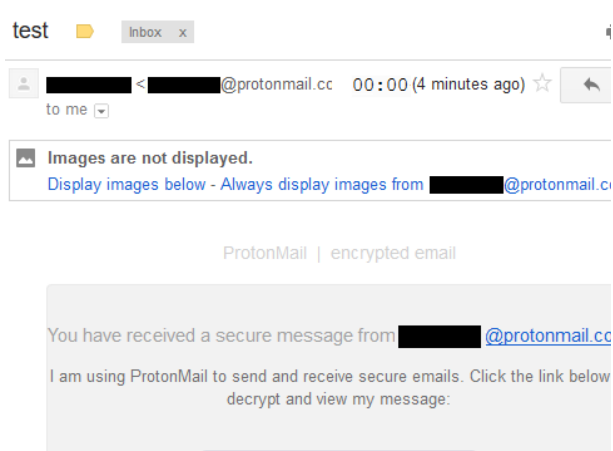 test
Inbox x
< @protonmail.cc 00:00 (4 minutes ago)
to me
Images are not displayed.
Display images below - Always display images from @protonmail.c
ProtonMail | encrypted email
You have received a secure message from @protonmail.co
I am using ProtonMail to send and receive secure emails. Click the link below
decrypt and view my message: